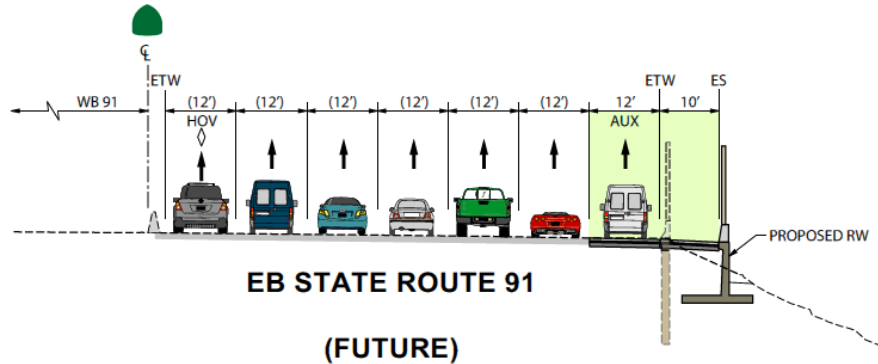 ℄
ETW
ETW
ES
WB 91
(12')
(12')
(12')
(12')
(12')
(12')
12'
10'
HOV
AUX
PROPOSED RW
EB STATE ROUTE 91
(FUTURE)